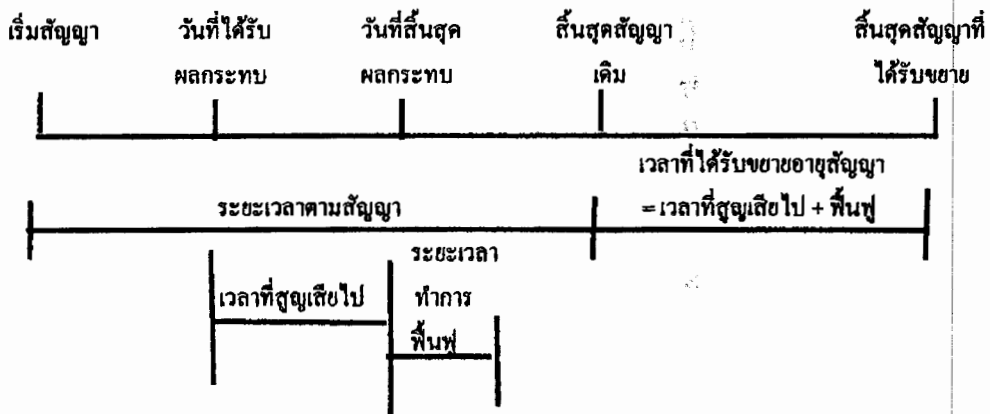 เริ่มสัญญา วันที่ได้รับ วันที่สิ้นสุด สิ้นสุดสัญญา สิ้นสุดสัญญาที่
ผลกระทบ ผลกระทบ เดิม ได้รับขยาย
เวลาที่ได้รับขยายอายุสัญญา
ระยะเวลาตามสัญญา = เวลาที่สูญเสียไป + ฟื้นฟู
ระยะเวลา
เวลาที่สูญเสียไป ทำการ
ฟื้นฟู